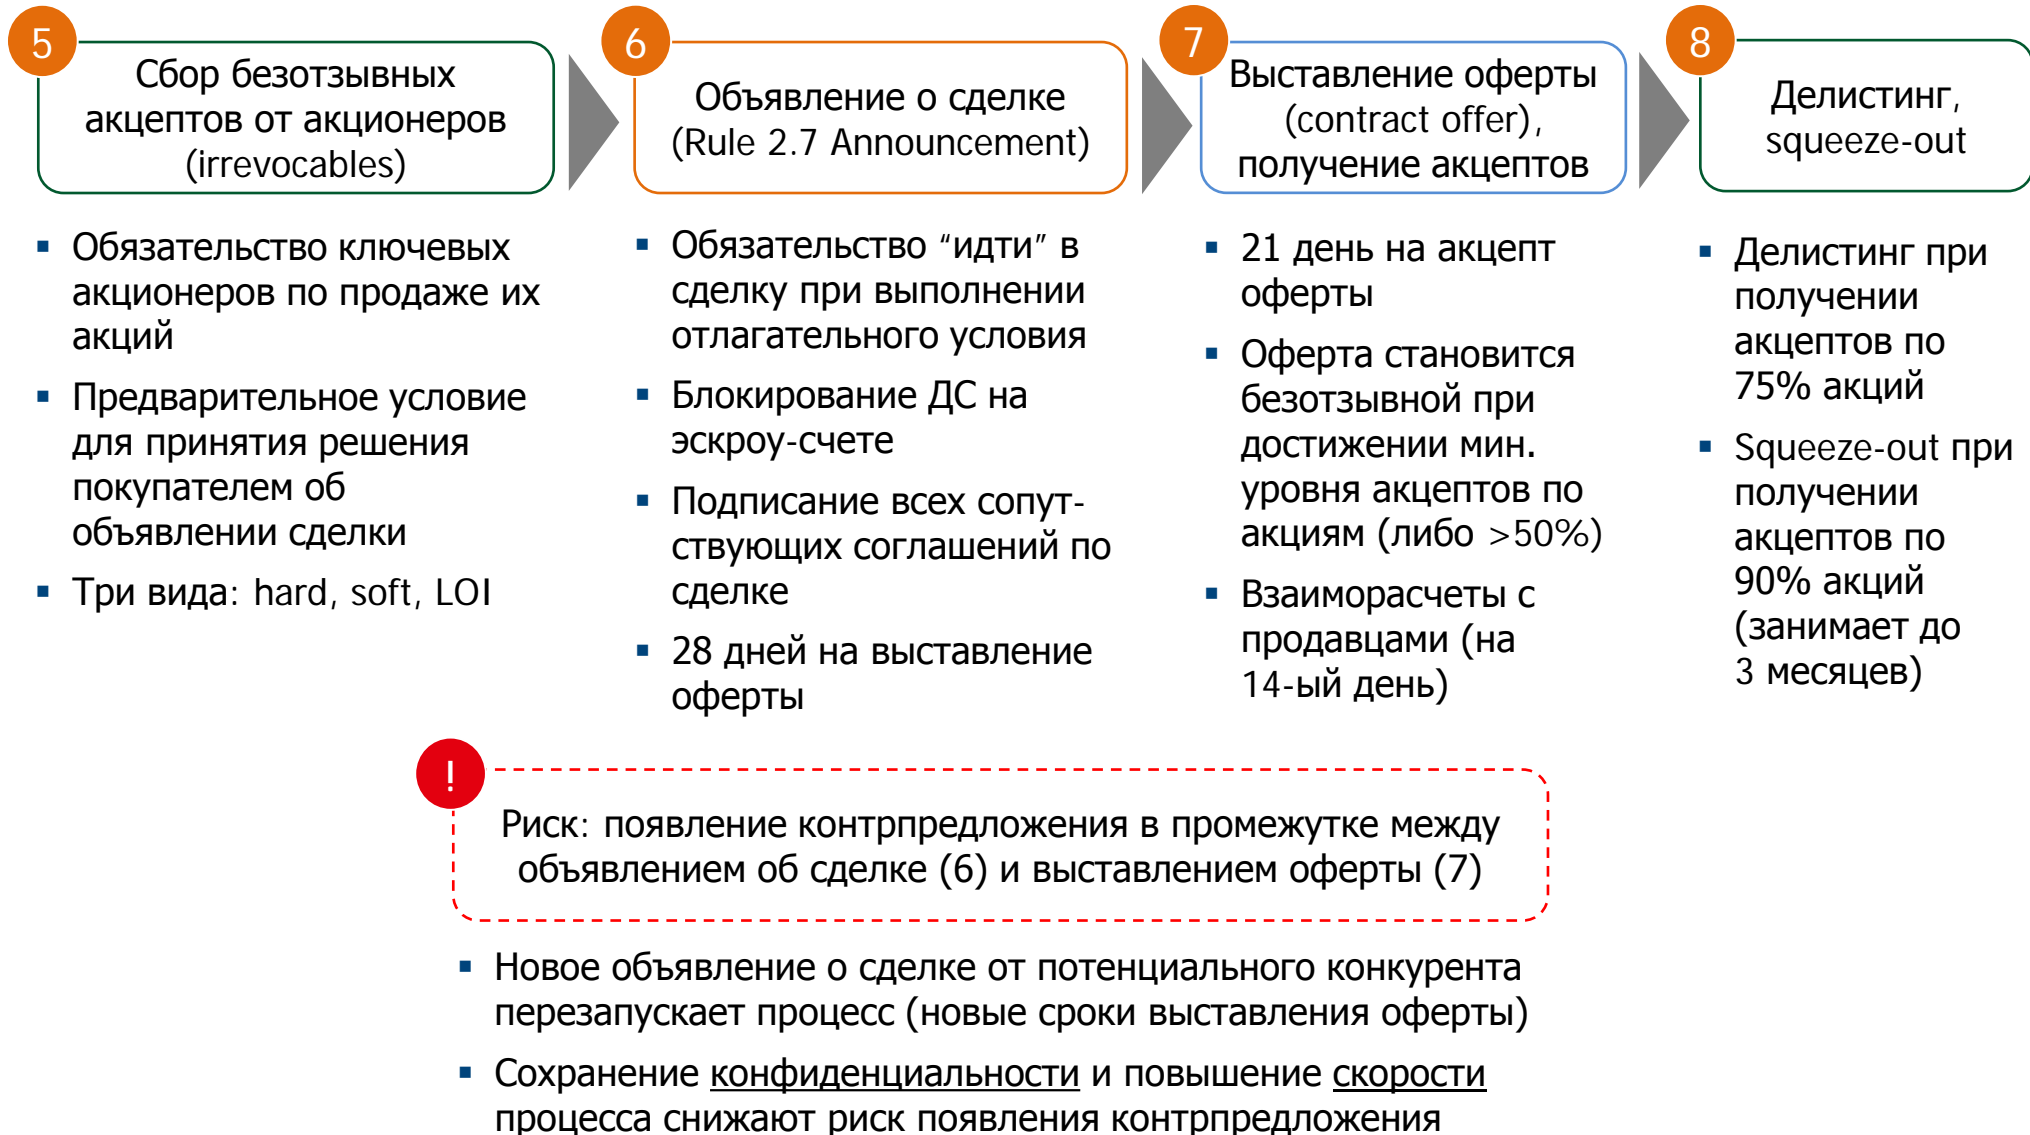 5
Сбор безотзывных
акцептов от акционеров
(irrevocables)
6
Объявление о сделке
(Rule 2.7 Announcement)
7
Выставление оферты
(contract offer),
получение акцептов
8
Делистинг,
squeeze-out
▪ Обязательство ключевых
акционеров по продаже их
акций
▪ Предварительное условие
для принятия решения
покупателем об
объявлении сделки
▪ Три вида: hard, soft, LOI
▪ Обязательство “идти” в
сделку при выполнении
отлагательного условия
▪ Блокирование ДС на
эскроу-счете
▪ Подписание всех сопут-
ствующих соглашений по
сделке
▪ 28 дней на выставление
оферты
▪ 21 день на акцепт
оферты
▪ Оферта становится
безотзывной при
достижении мин.
уровня акцептов по
акциям (либо >50%)
▪ Взаиморасчеты с
продавцами (на
14-ый день)
▪ Делистинг при
получении
акцептов по
75% акций
▪ Squeeze-out при
получении
акцептов по
90% акций
(занимает до
3 месяцев)
!
Риск: появление контрпредложения в промежутке между
объявлением об сделке (6) и выставлением оферты (7)
▪ Новое объявление о сделке от потенциального конкурента
перезапускает процесс (новые сроки выставления оферты)
▪ Сохранение конфиденциальности и повышение скорости
процесса снижают риск появления контрпредложения